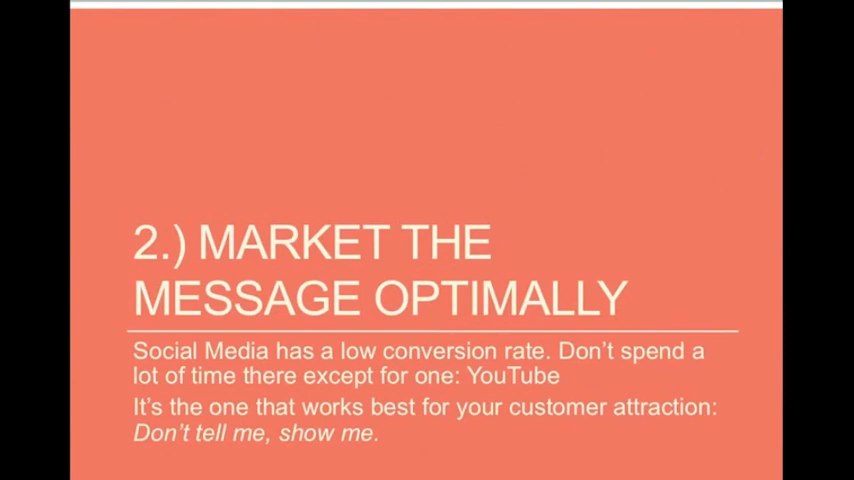 2.) MARKET THE
MESSAGE OPTIMALLY
Social Media has a low conversion rate. Don't spend a
lot of time there except for one: YouTube
It's the one that works best for your customer attraction:
Don't tell me, show me.